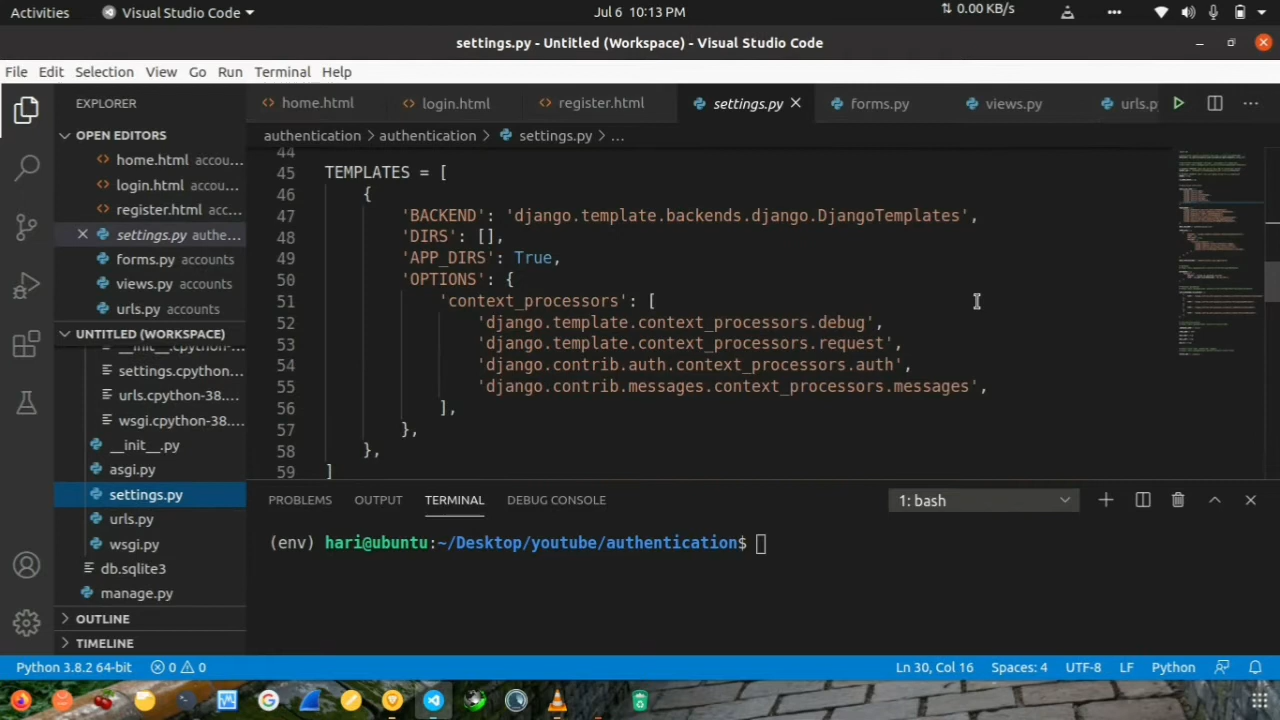 Activities
Visual Studio Code
Jul 6 10:13 PM
0.00 KB/s
settings.py - Untitled (Workspace) - Visual Studio Code
File Edit Selection View Go Run Terminal Help
EXPLORER
home.html
login.html
register.html
settings.py
forms.py
views.py
urls.p
OPEN EDITORS
authentication > authentication > settings.py > ...
home.html accou...
login.html accou...
register.html accou...
settings.py authe...
forms.py accounts
views.py accounts
urls.py accounts
UNTITLED (WORKSPACE)
__init__.cpython-38....
settings.cpython...
urls.cpython-38....
wsgi.cpython-38....
__init__.py
asgi.py
settings.py
urls.py
wsgi.py
db.sqlite3
manage.py
OUTLINE
TIMELINE
44
45 TEMPLATES = [
46 {
47 'BACKEND': 'django.template.backends.django.DjangoTemplates',
48 'DIRS': [],
49 'APP_DIRS': True,
50 'OPTIONS': {
51 'context_processors': [
52 'django.template.context_processors.debug',
53 'django.template.context_processors.request',
54 'django.contrib.auth.context_processors.auth',
55 'django.contrib.messages.context_processors.messages',
56 ],
57 },
58 },
59 ]
PROBLEMS OUTPUT TERMINAL DEBUG CONSOLE
1: bash
(env) hari@ubuntu:~/Desktop/youtube/authentication$
Python 3.8.2 64-bit
0
0
Ln 30, Col 16
Spaces: 4
UTF-8
LF
Python